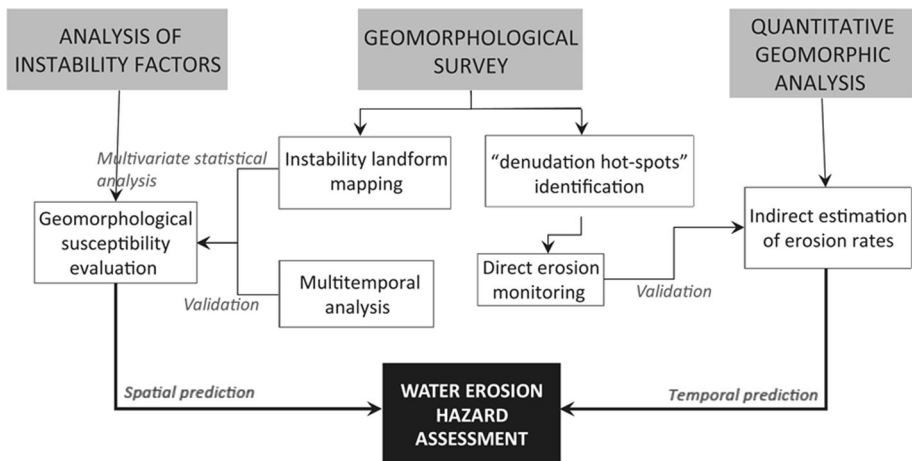 ANALYSIS OF
INSTABILITY FACTORS
GEOMORPHOLOGICAL
SURVEY
QUANTITATIVE
GEOMORPHIC
ANALYSIS
Multivariate statistical
analysis
Instability landform
mapping
“denudation hot-spots”
identification
Geomorphological
susceptibility
evaluation
Indirect estimation
of erosion rates
Multitemporal
analysis
Direct erosion
monitoring
Validation
Validation
Spatial prediction
WATER EROSION
HAZARD
ASSESSMENT
Temporal prediction